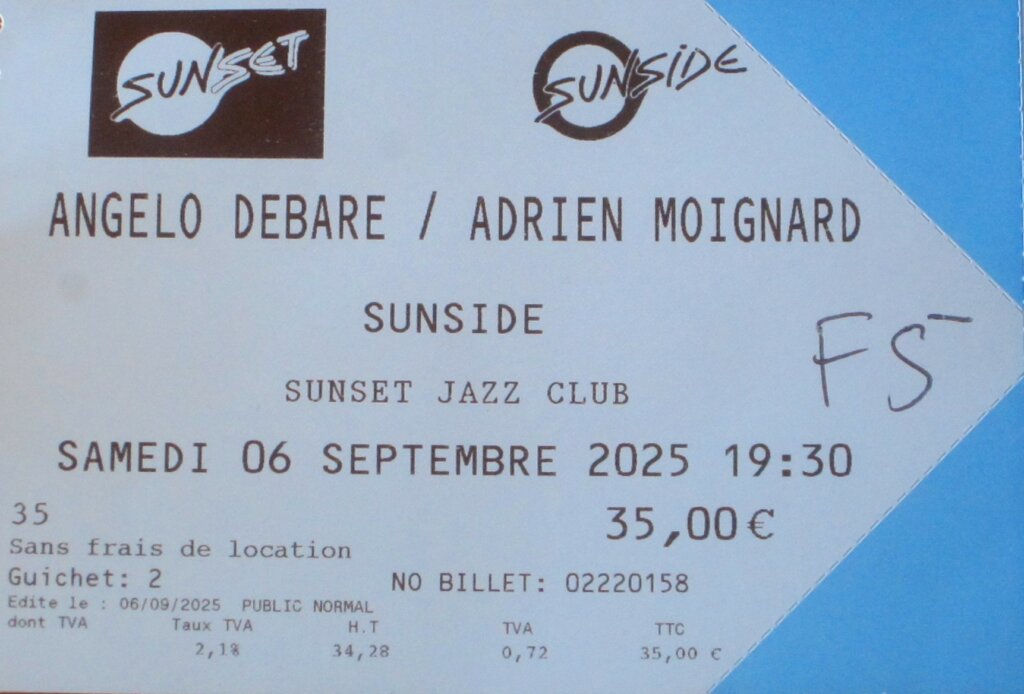 SUNSET
SUNSIDE
ANGELO DEBARE / ADRIEN MOIGNARD
SUNSIDE
SUNSET JAZZ CLUB
SAMEDI 06 SEPTEMBRE 2025 19:30
35
35,00€
Sans frais de location
Guichet: 2
NO BILLET: 02220158
Edite le : 06/09/2025 PUBLIC NORMAL
dont TVA Taux TVA H.T TVA TTC
2,1% 34,28 0,72 35,00 €